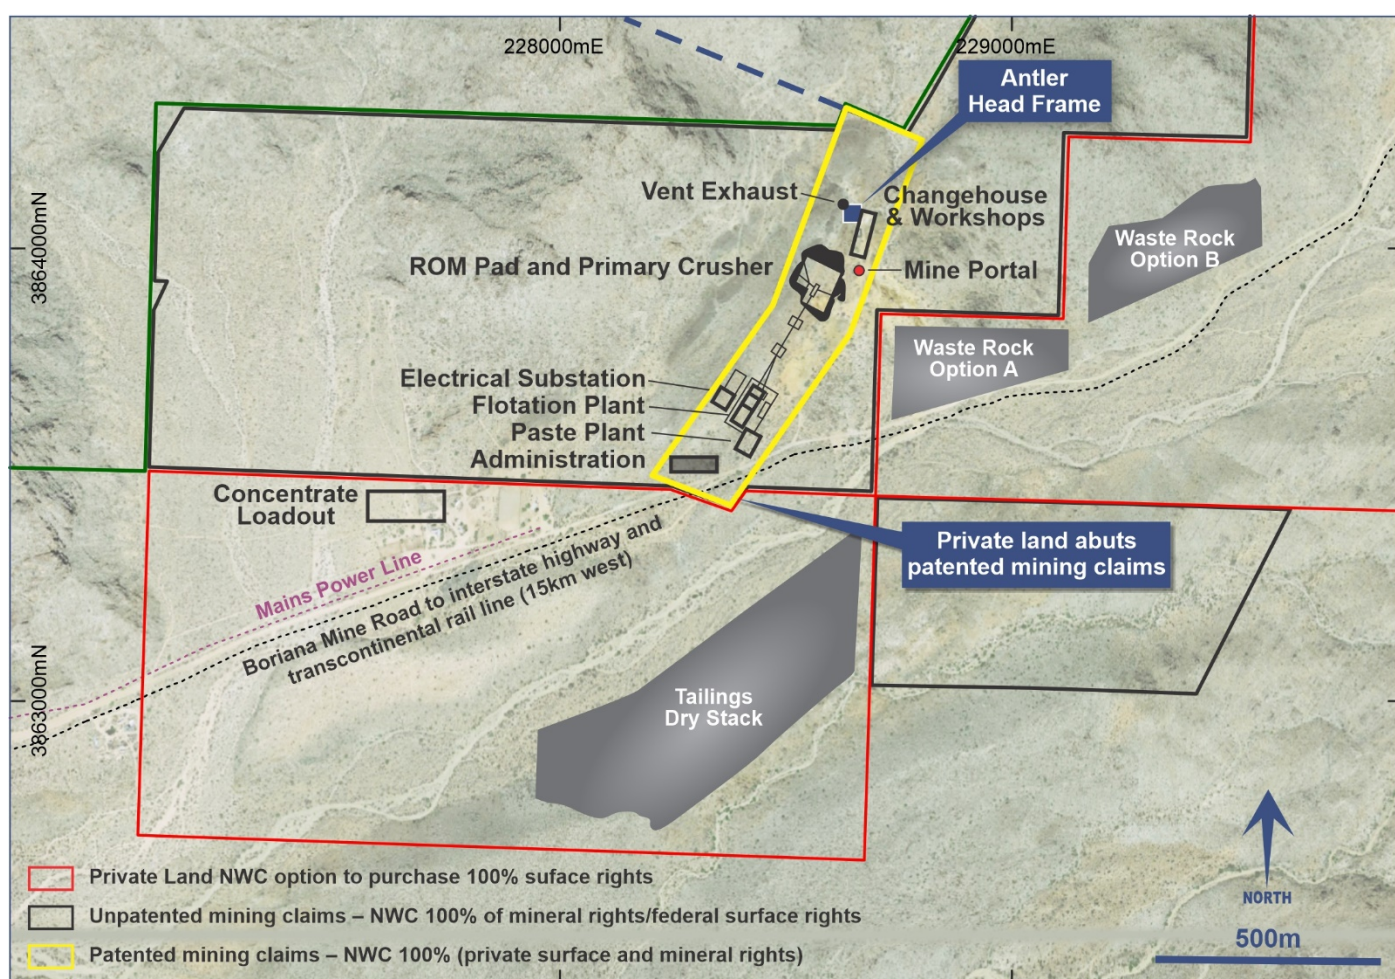 228000mE
229000mE
Antler
Head Frame
Vent Exhaust
Changehouse
& Workshops
3864000mN
ROM Pad and Primary Crusher
Mine Portal
Waste Rock
Option B
Waste Rock
Option A
Electrical Substation
Flotation Plant
Paste Plant
Administration
Concentrate
Loadout
Private land abuts
patented mining claims
Mains Power Line
Boriana Mine Road to interstate highway and
transcontinental rail line (15km west)
3863000mN
Tailings
Dry Stack
Private Land NWC option to purchase 100% suface rights
Unpatented mining claims – NWC 100% of mineral rights/federal surface rights
Patented mining claims – NWC 100% (private surface and mineral rights)
NORTH
500m